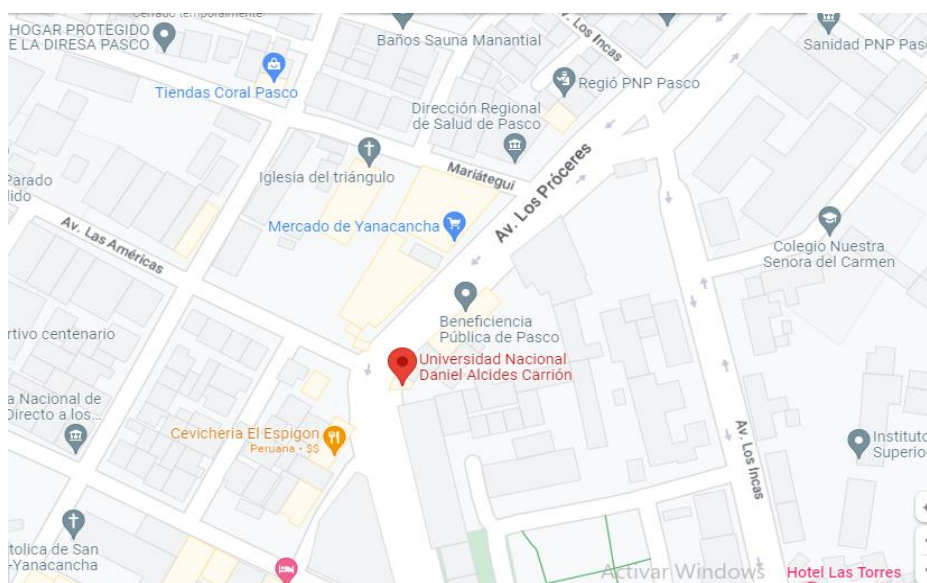 Cerrado temporalmente
HOGAR PROTEGIDO
E LA DIRESA PASCO
Baños Sauna Manantial
Av. Los Incas
Sanidad PNP Pasc
Tiendas Coral Pasco
Regió PNP Pasco
Dirección Regional
de Salud de Pasco
Iglesia del triángulo
Mariátegui
Av. Los Próceres
Parado
lido
Mercado de Yanacancha
Av. Las Américas
Colegio Nuestra
Senora del Carmen
Beneficiencia
Pública de Pasco
rtivo centenario
Universidad Nacional
Daniel Alcides Carrión
a Nacional de
Directo a los...
Cevicheria El Espigon
Peruana • $$
Av. Los Incas
Instituto
Superio
tolica de San
-Yanacancha
Activar Windows
Hotel Las Torres